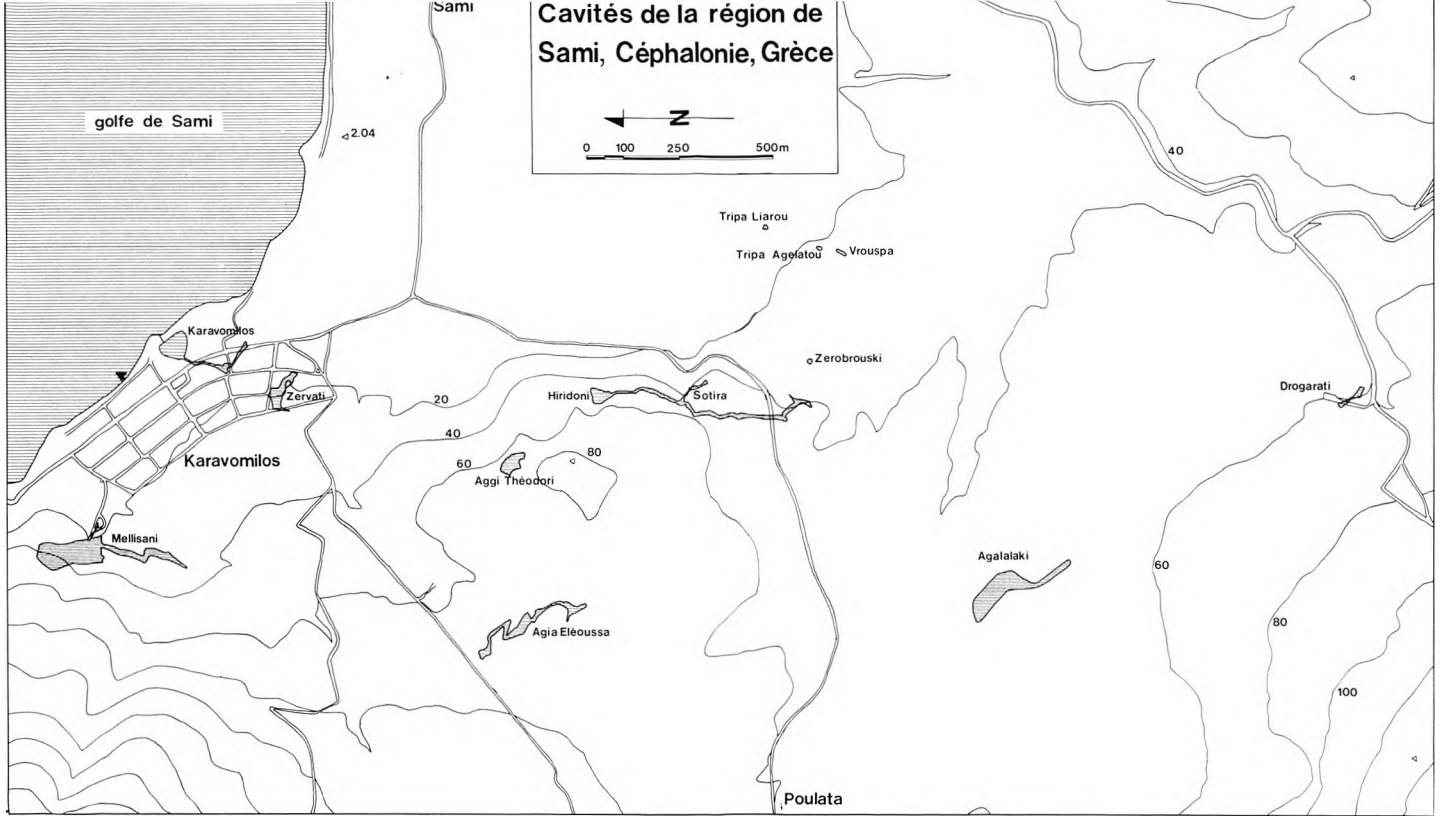 Sami
Cavités de la région de
Sami, Céphalonie, Grèce
N
0 100 250 500m
golfe de Sami
2.04
40
Tripa Liarou
Tripa Agelatou
Vrouspa
Karavomilos
Zerobrouski
Zervati
Hiridoni
Sotira
Drogarati
20
40
60
80
Karavomilos
Aggi Théodori
Mellisani
Agalalaki
60
Agia Eléoussa
80
100
Poulata